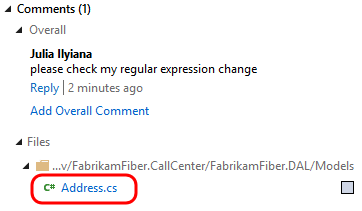 Comments (1)
Overall
Julia Ilyiana
please check my regular expression change
Reply | 2 minutes ago
Add Overall Comment
Files
...v/FabrikamFiber.CallCenter/FabrikamFiber.DAL/Models
C# Address.cs